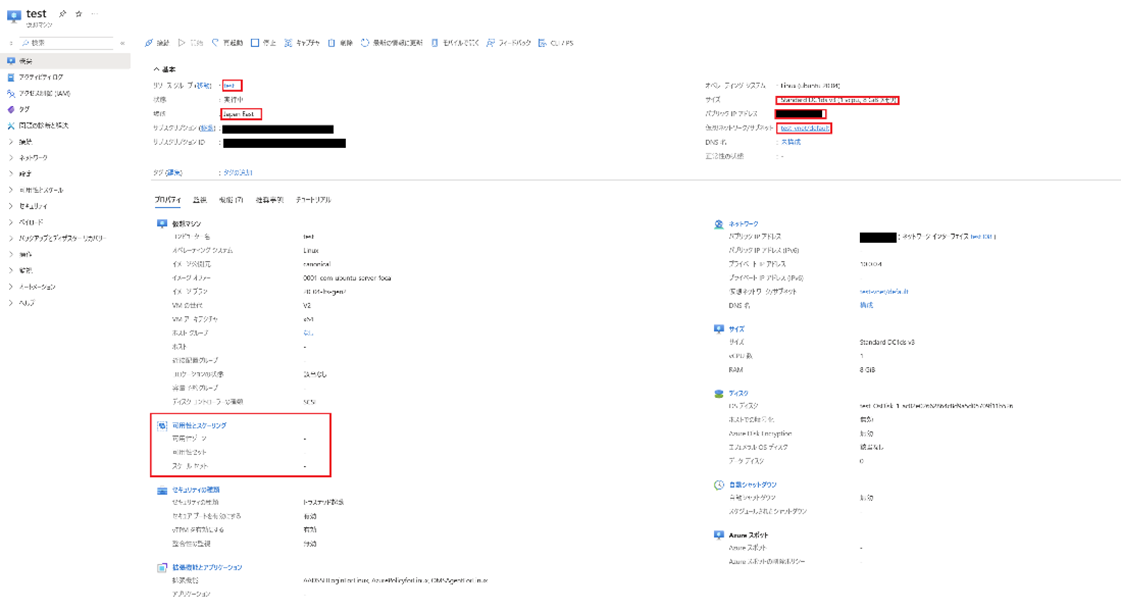 test
仮想マシン
検索
接続 開始 再起動 停止 キャプチャ 削除 最新の情報に更新 モバイルで開く フィードバック CLI / PS
概要
アクティビティ ログ
アクセス制御 (IAM)
タグ
問題の診断と解決
接続
ネットワーク
設定
可用性とスケール
セキュリティ
バックアップとディザスター リカバリー
操作
監視
オートメーション
ヘルプ
基本
リソース グループ (移動) : test
状態 : 実行中
場所 : Japan East
サブスクリプション (移動) :
サブスクリプション ID :
タグ (編集) : タグの追加
オペレーティング システム : Linux (ubuntu 20.04)
サイズ : Standard DC1ds v3 (1 vcpu, 8 GiB メモリ)
パブリック IP アドレス :
仮想ネットワーク/サブネット : test-vnet/default
DNS 名 : 未構成
正常性の状態 : -
プロパティ 監視 機能 (7) 推奨事項 チュートリアル
仮想マシン
コンピューター名 test
オペレーティング システム Linux
イメージ公開元 canonical
イメージ オファー 0001-com-ubuntu-server-focal
イメージ プラン 20_04-lts-gen2
VM の世代 V2
VM アーキテクチャ x64
ホスト グループ なし
ホスト -
近接配置グループ -
コロケーションの状態 該当なし
容量予約グループ -
ディスク コントローラーの種類 SCSI
可用性とスケーリング
可用性ゾーン -
可用性セット -
スケール セット -
セキュリティの種類
セキュリティの種類 トラステッド起動
セキュア ブートを有効にする 有効
vTPM を有効にする 有効
整合性の監視 有効
拡張機能とアプリケーション
拡張機能 AADSSHLoginForLinux, AzurePolicyforLinux, OMSAgentForLinux
アプリケーション -
ネットワーク
パブリック IP アドレス ( ネットワーク インターフェイス )
パブリック IP アドレス (IPv6) -
プライベート IP アドレス 10.0.0.4
プライベート IP アドレス (IPv6) -
仮想ネットワーク/サブネット test-vnet/default
DNS 名 構成
サイズ
サイズ Standard DC1ds v3
vCPU 数 1
RAM 8 GiB
ディスク
OS ディスク
ホストでの暗号化
Azure Disk Encryption
エフェメラル OS ディスク 該当なし
データ ディスク 0
自動シャットダウン
自動シャットダウン
スケジュールされたシャットダウン -
Azure スポット
Azure スポット -
Azure スポットの削除ポリシー -